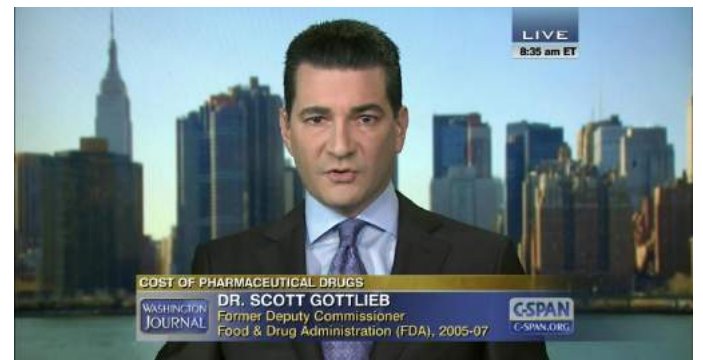 LIVE
8:35 am ET
COST OF PHARMACEUTICAL DRUGS
WASHINGTON
JOURNAL
DR. SCOTT GOTTLIEB
Former Deputy Commissioner
Food & Drug Administration (FDA), 2005-07
C-SPAN
C-SPAN.ORG